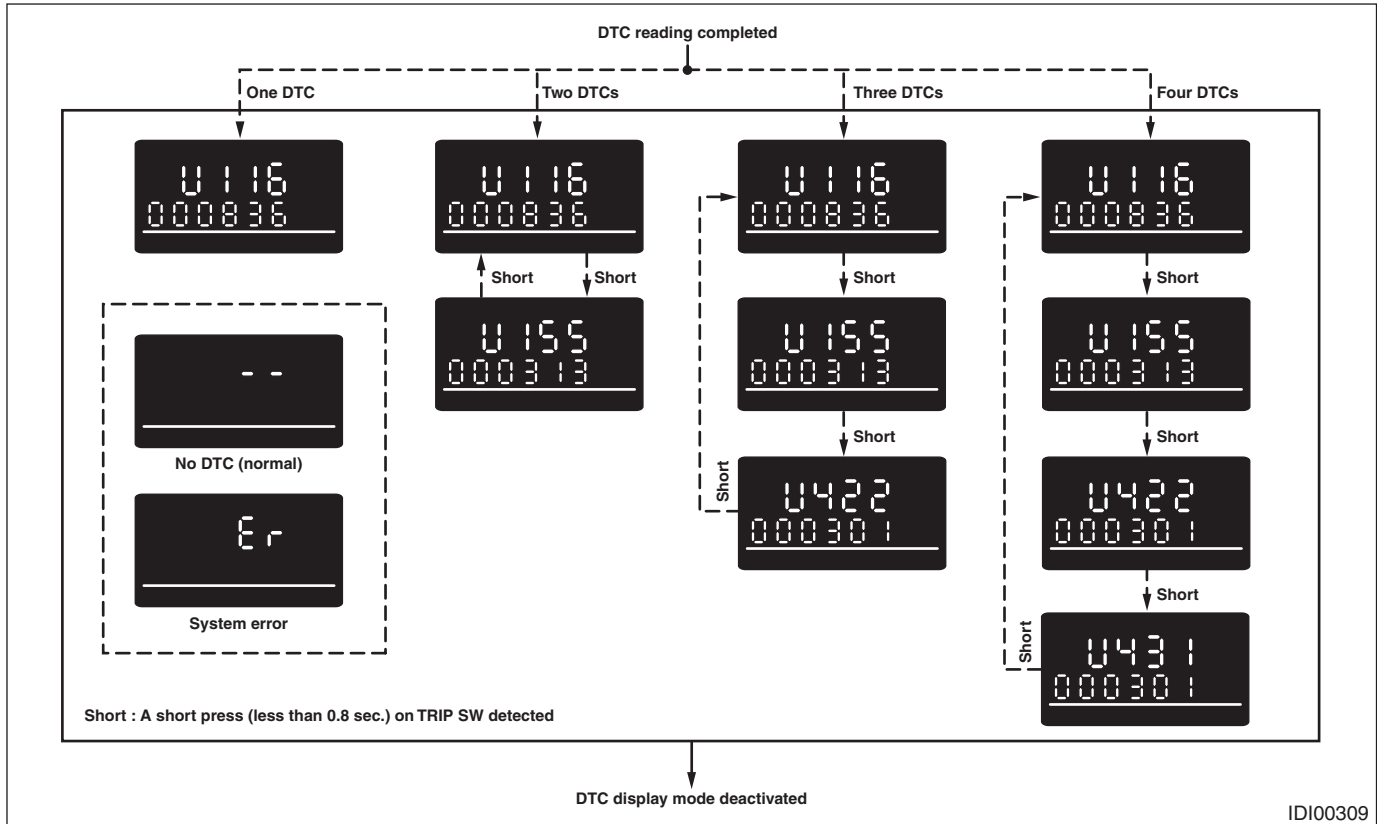 DTC reading completed
One DTC
Two DTCs
Three DTCs
Four DTCs
U116
000836
U116
000836
U116
000836
U116
000836
Short
Short
Short
Short
--
No DTC (normal)
U155
000313
U155
000313
U155
000313
Short
Short
Er
System error
Short
U422
000301
U422
000301
Short
Short
U431
000301
Short : A short press (less than 0.8 sec.) on TRIP SW detected
DTC display mode deactivated
IDI00309